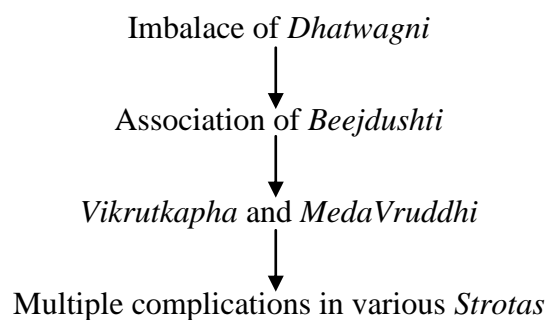 Imbalace of Dhatwagni
Association of Beejdushti
Vikrutkapha and MedaVruddhi
Multiple complications in various Strotas